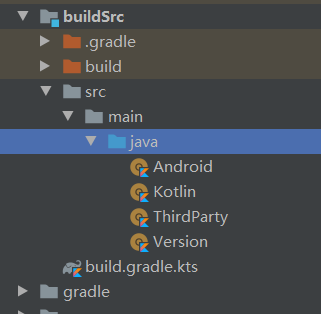 buildSrc
.gradle
build
src
main
java
Android
Kotlin
ThirdParty
Version
build.gradle.kts
gradle